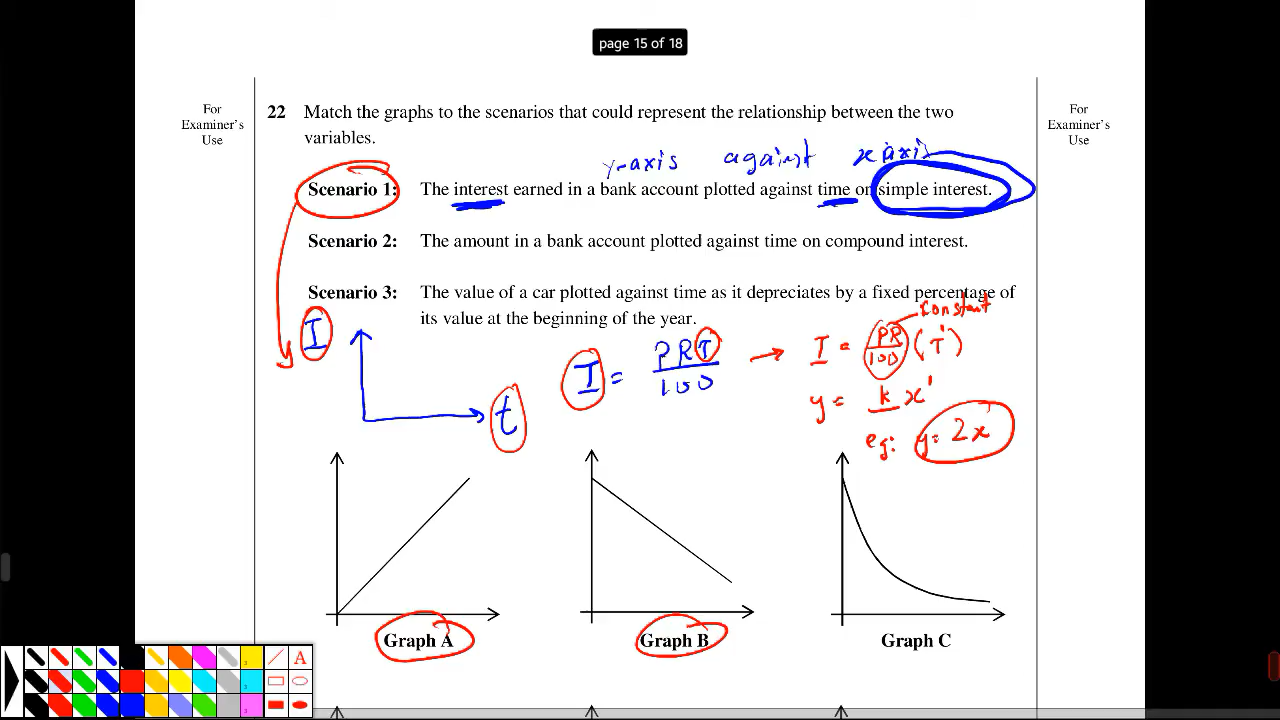 page 15 of 18
For Examiner's Use
For Examiner's Use
22 Match the graphs to the scenarios that could represent the relationship between the two
variables.
y-axis against x axis
Scenario 1: The interest earned in a bank account plotted against time on simple interest.
Scenario 2: The amount in a bank account plotted against time on compound interest.
Scenario 3: The value of a car plotted against time as it depreciates by a fixed percentage of
its value at the beginning of the year.
constant
I
y
t
I = PRT/100
I = PR/100 (T¹)
y = k x¹
eg: y = 2x¹
Graph A Graph B Graph C
A